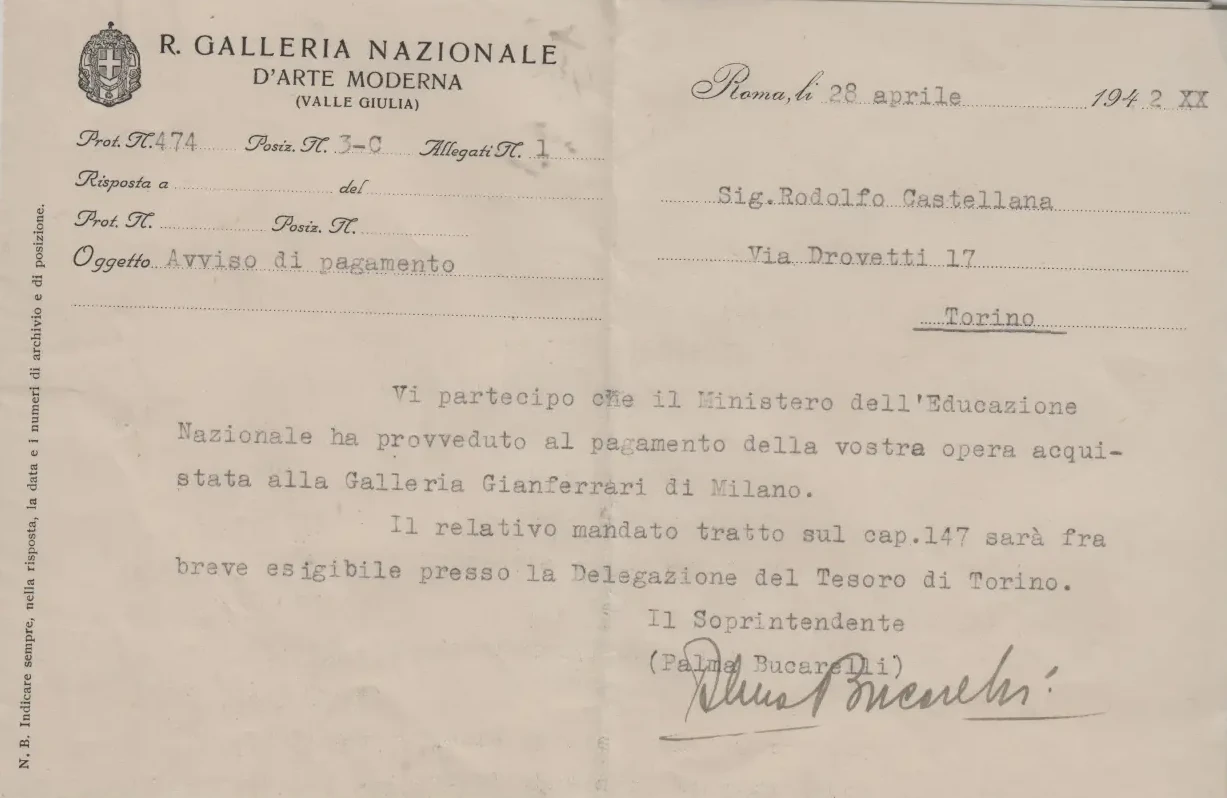 R. GALLERIA NAZIONALE
D'ARTE MODERNA
(VALLE GIULIA)
Roma, li 28 aprile 1942 XX
Prot. N. 474 Posiz. N. 3-C Allegati N. 1
Risposta a del
Prot. N. Posiz. N.
Oggetto Avviso di pagamento
Sig. Rodolfo Castellana
Via Drovetti 17
Torino
Vi partecipo che il Ministero dell'Educazione
Nazionale ha provveduto al pagamento della vostra opera acqui-
stata alla Galleria Gianferrari di Milano.
Il relativo mandato tratto sul cap.147 sarà fra
breve esigibile presso la Delegazione del Tesoro di Torino.
Il Soprintendente
(Palma Bucarelli)
Palma Bucarelli
N. B. Indicare sempre, nella risposta, la data e i numeri di archivio e di posizione.